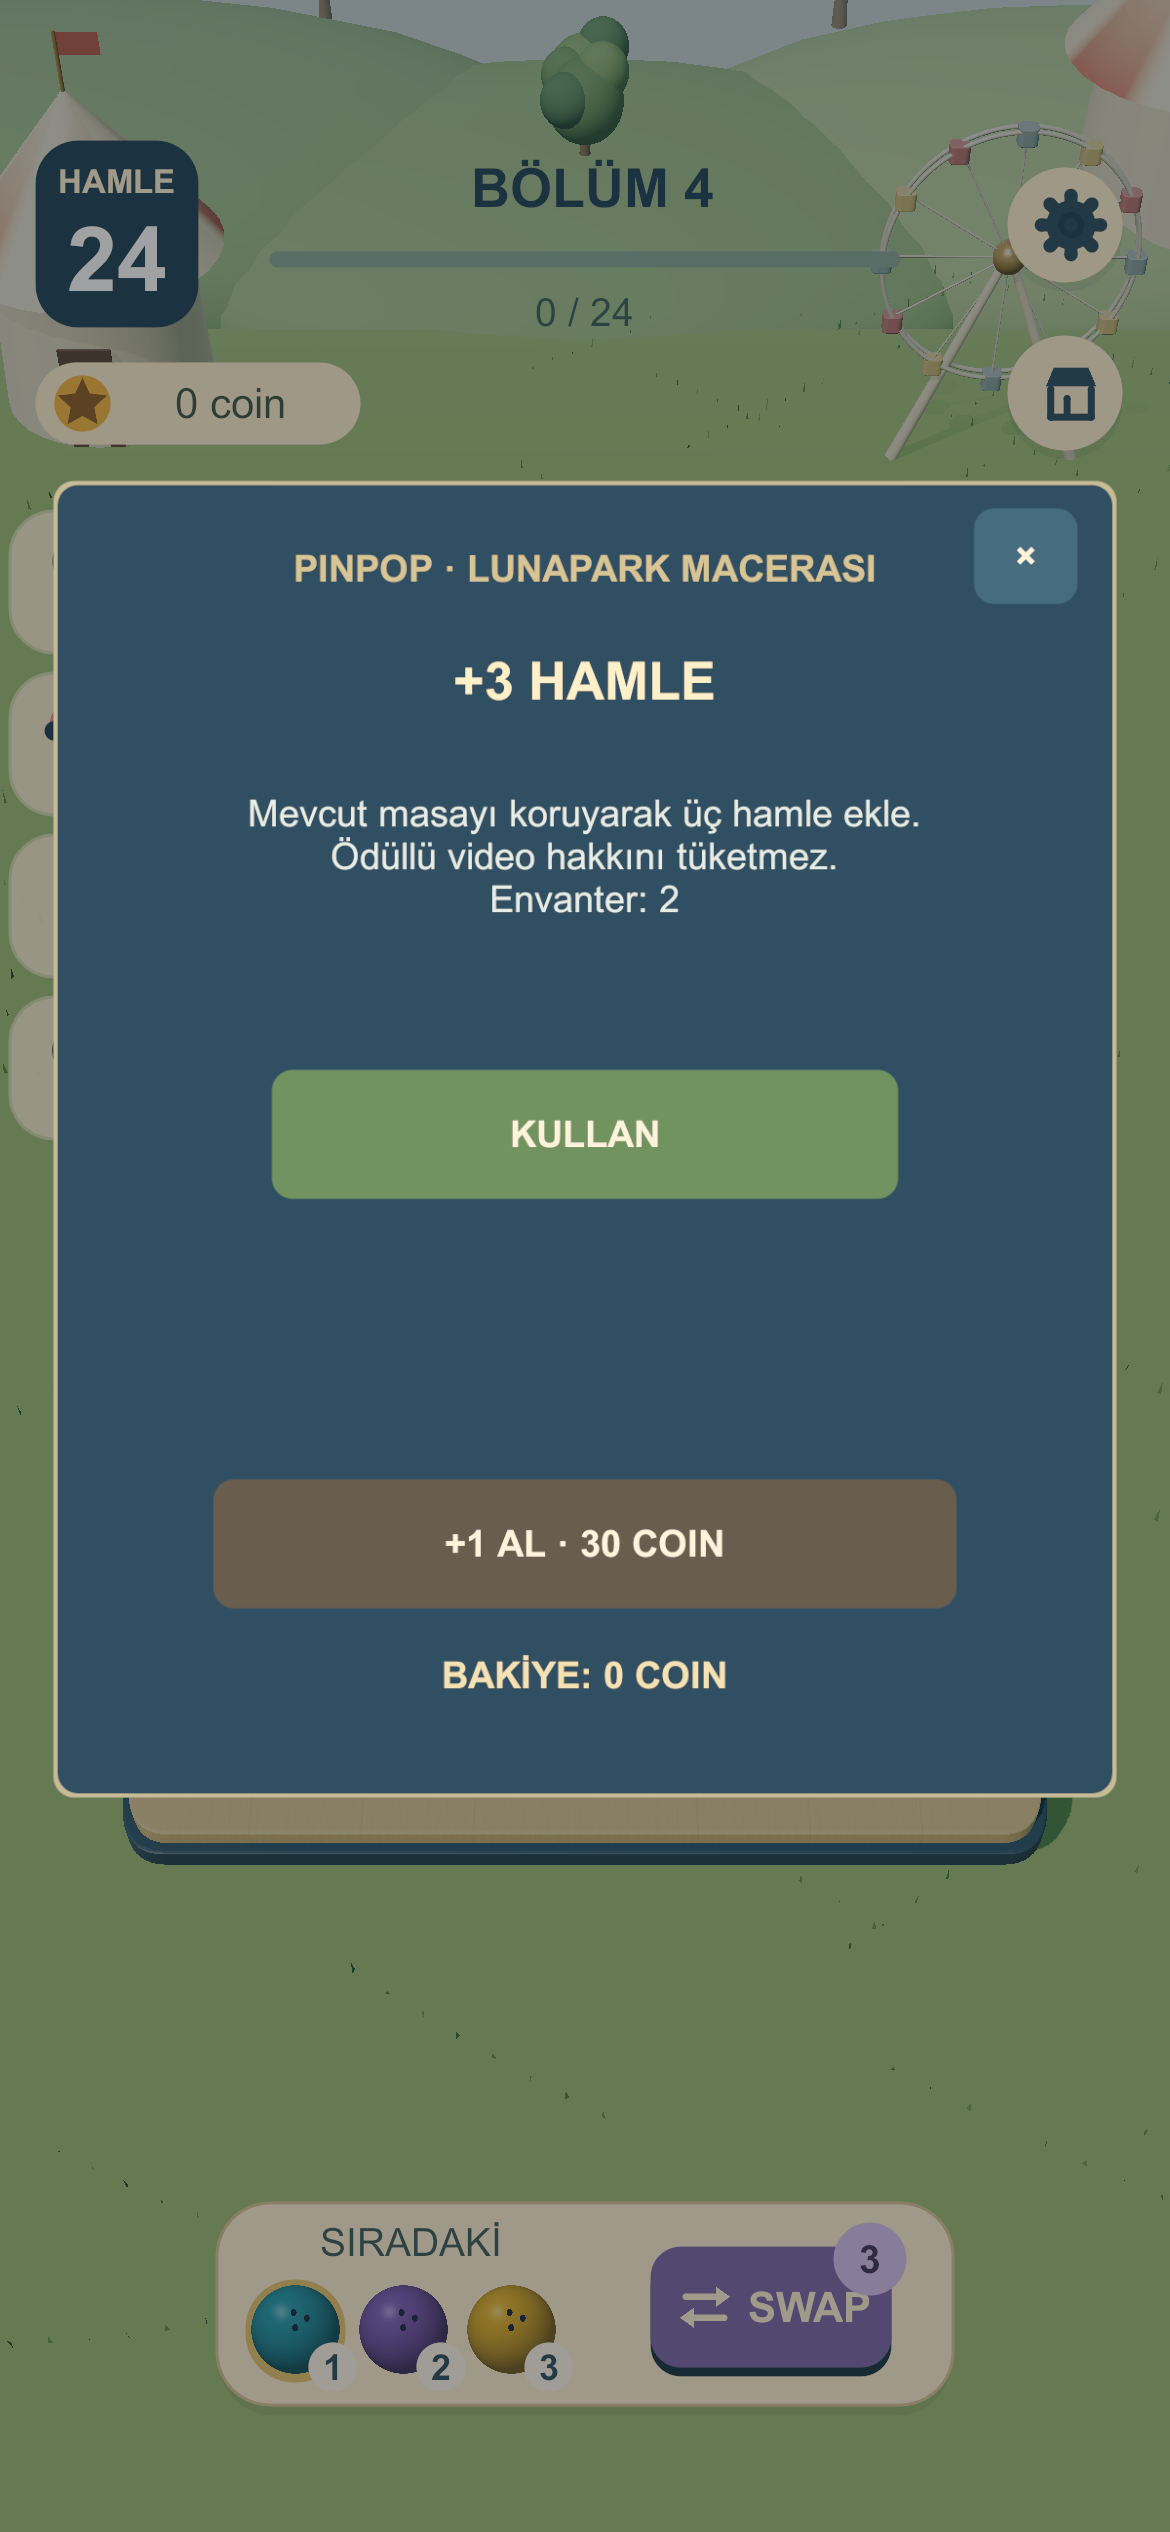 HAMLE
24
BÖLÜM 4
0 / 24
0 coin
PINPOP · LUNAPARK MACERASI
×
+3 HAMLE
Mevcut masayı koruyarak üç hamle ekle.
Ödüllü video hakkını tüketmez.
Envanter: 2
KULLAN
+1 AL · 30 COIN
BAKİYE: 0 COIN
SIRADAKİ
1
2
3
3
SWAP